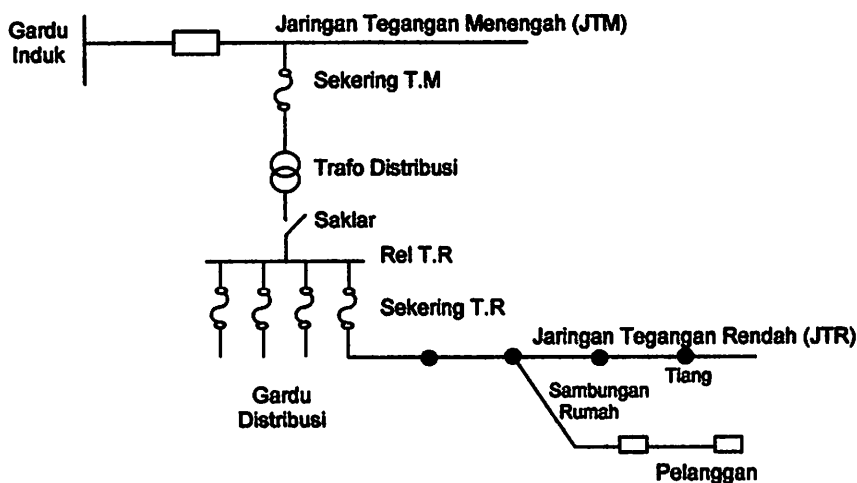 Gardu
Induk
Jaringan Tegangan Menengah (JTM)
Sekering T.M
Trafo Distribusi
Saklar
Rel T.R
Sekering T.R
Jaringan Tegangan Rendah (JTR)
Tiang
Gardu
Distribusi
Sambungan
Rumah
Pelanggan